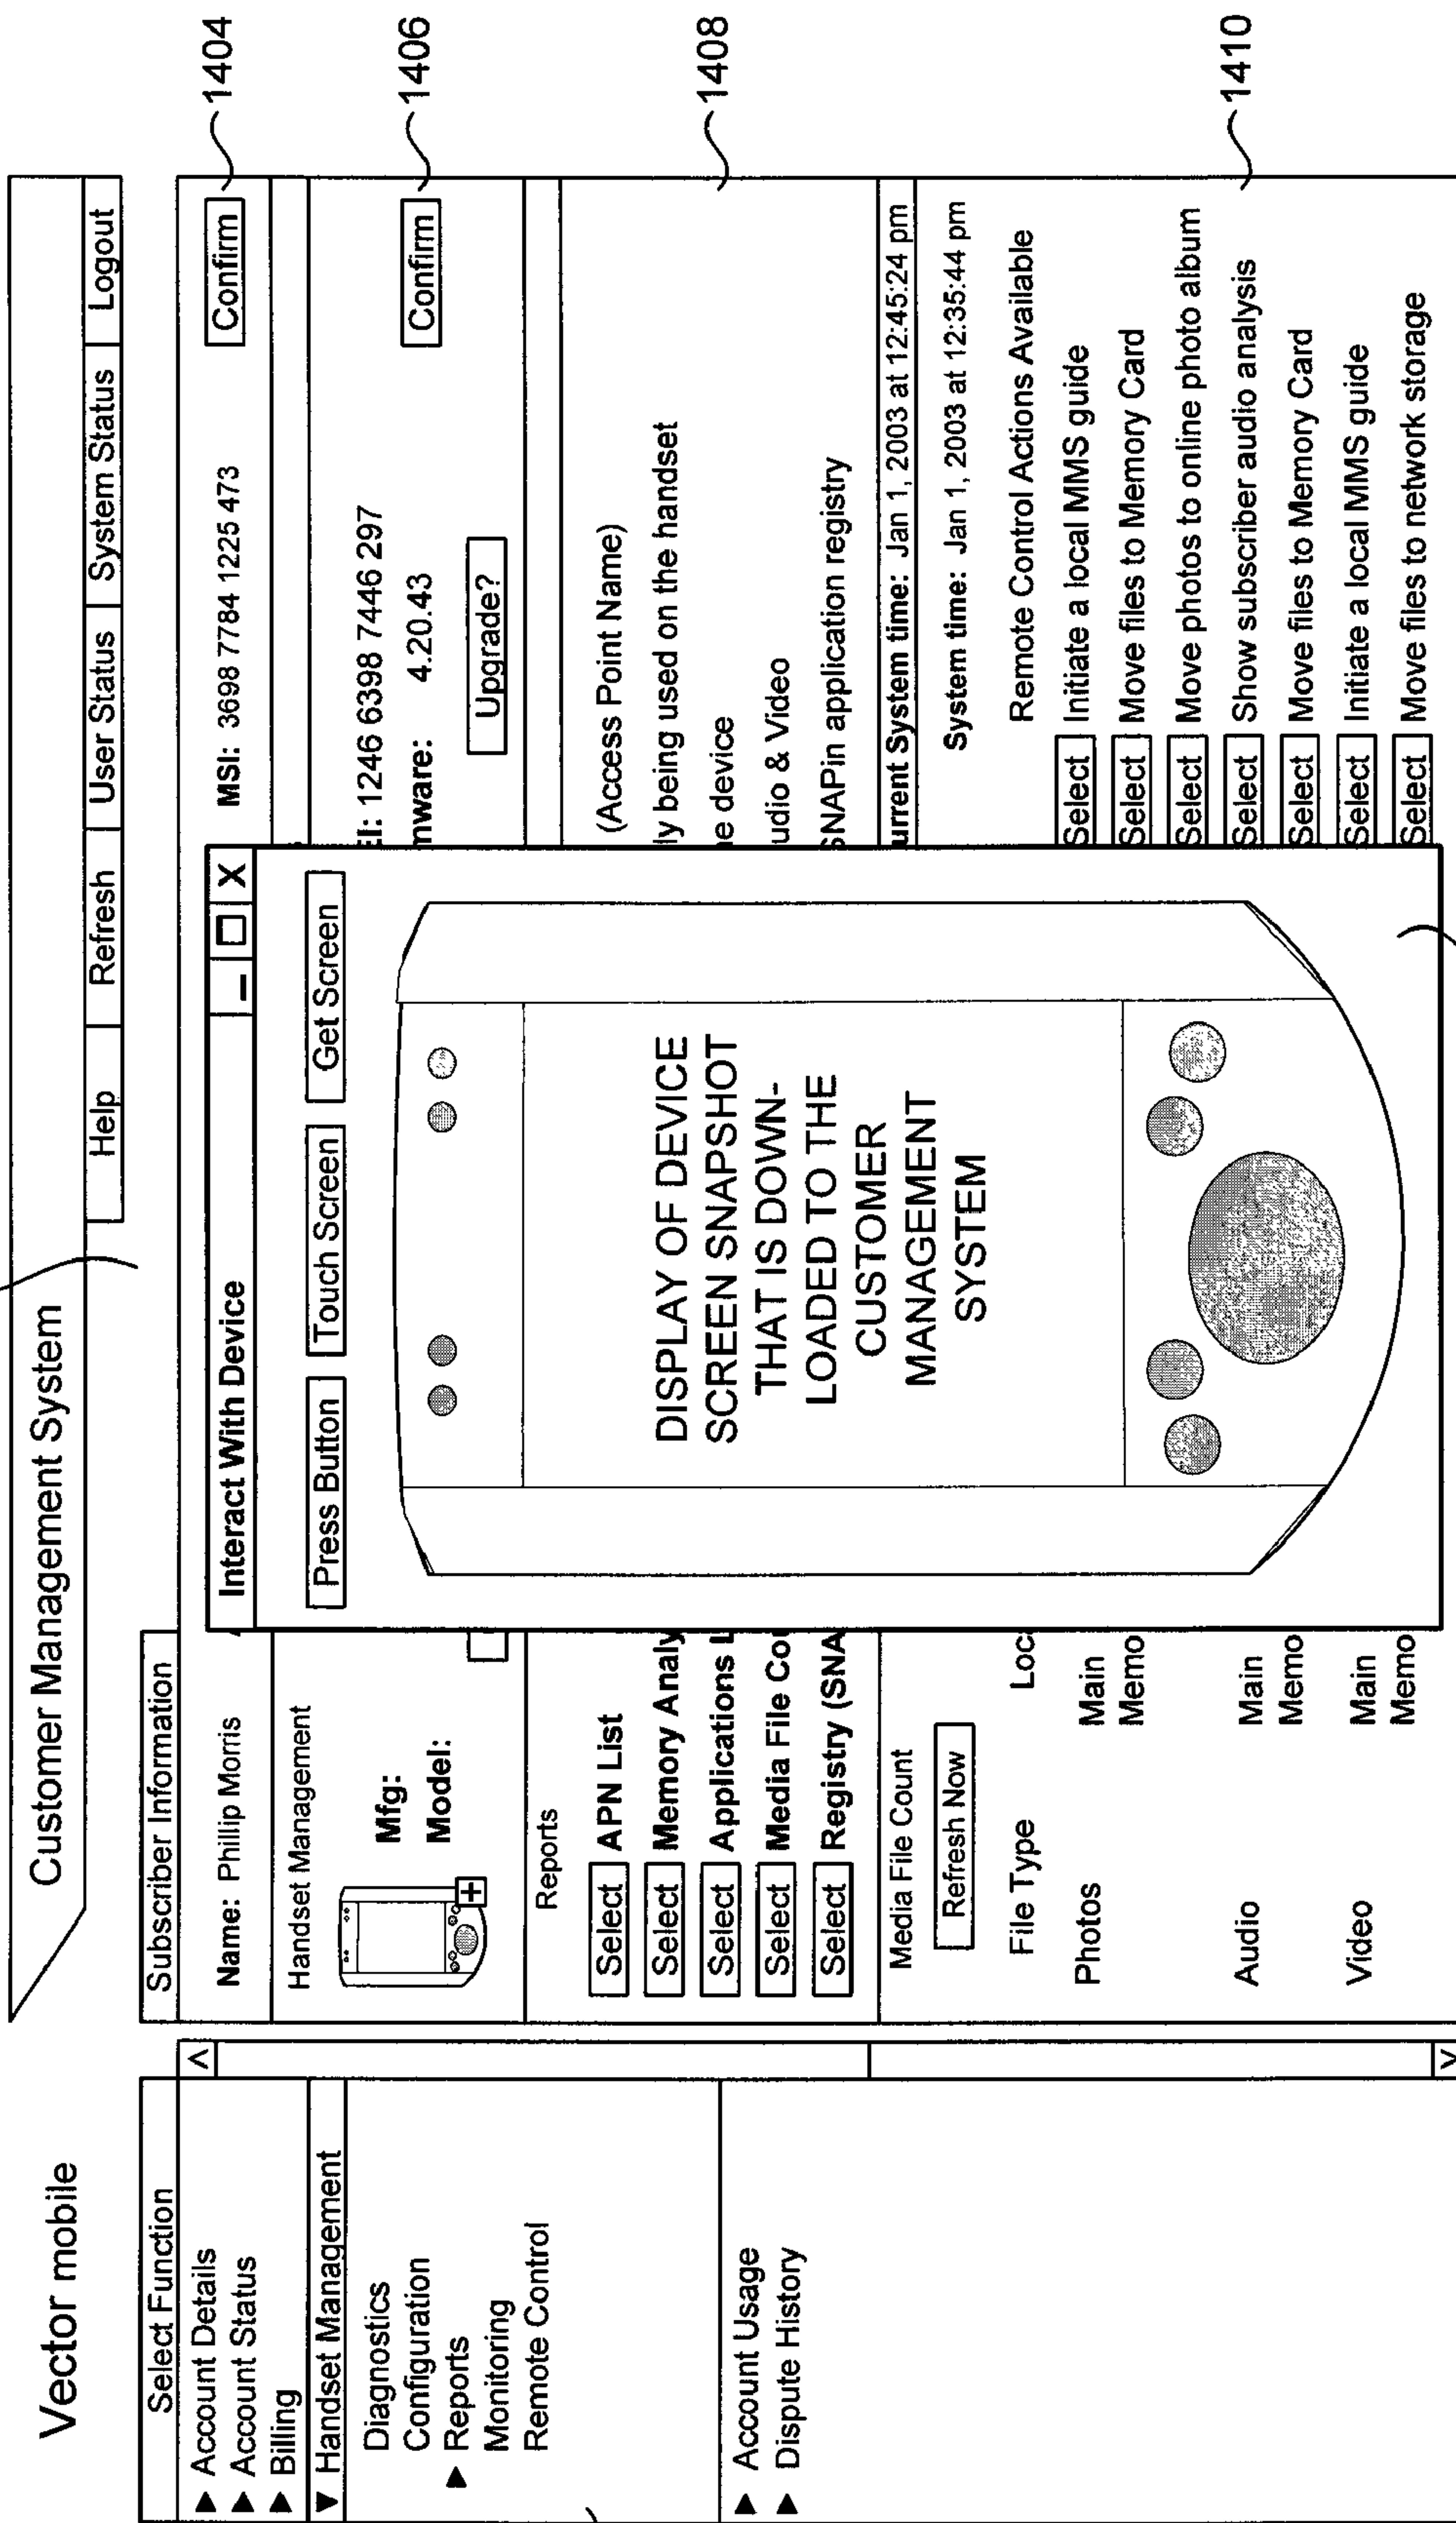 Vector mobile
Customer Management System
Help Refresh User Status System Status Logout
Select Function
Account Details
Account Status
Billing
Handset Management
Diagnostics
Configuration
Reports
Monitoring
Remote Control
Account Usage
Dispute History
Subscriber Information
Name: Phillip Morris
MSI: 3698 7784 1225 473
Confirm
1404
Handset Management
Mfg:
Model:
EI: 1246 6398 7446 297
mware: 4.20.43
Confirm
1406
Upgrade?
Reports
Select APN List
(Access Point Name)
Select Memory Analy
ly being used on the handset
Select Applications L
e device
Select Media File Cou
udio & Video
Select Registry (SNA
SNAPin application registry
1408
Media File Count
urrent System time: Jan 1, 2003 at 12:45:24 pm
Refresh Now
System time: Jan 1, 2003 at 12:35:44 pm
File Type Loc
Remote Control Actions Available
Photos
Main
Select Initiate a local MMS guide
Memo
Select Move files to Memory Card
Select Move photos to online photo album
Audio
Main
Select Show subscriber audio analysis
Memo
Select Move files to Memory Card
Video
Main
Select Initiate a local MMS guide
Memo
Select Move files to network storage
1410
Interact With Device
_ X
Press Button Touch Screen Get Screen
DISPLAY OF DEVICE
SCREEN SNAPSHOT
THAT IS DOWN-
LOADED TO THE
CUSTOMER
MANAGEMENT
SYSTEM